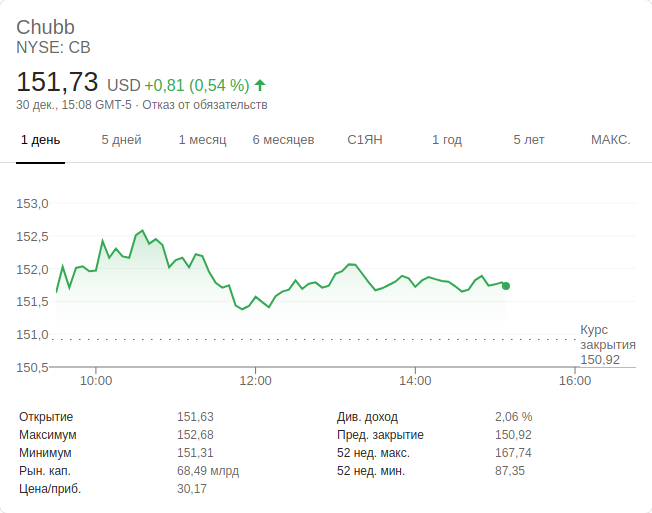 Chubb
NYSE: CB
151,73 USD +0,81 (0,54 %)
30 дек., 15:08 GMT-5 · Отказ от обязательств
1 день 5 дней 1 месяц 6 месяцев С1ЯН 1 год 5 лет МАКС.
153,0
152,5
152,0
151,5
151,0
150,5
Курс
закрытия
150,92
10:00 12:00 14:00 16:00
Открытие 151,63 Див. доход 2,06 %
Максимум 152,68 Пред. закрытие 150,92
Минимум 151,31 52 нед. макс. 167,74
Рын. кап. 68,49 млрд 52 нед. мин. 87,35
Цена/приб. 30,17